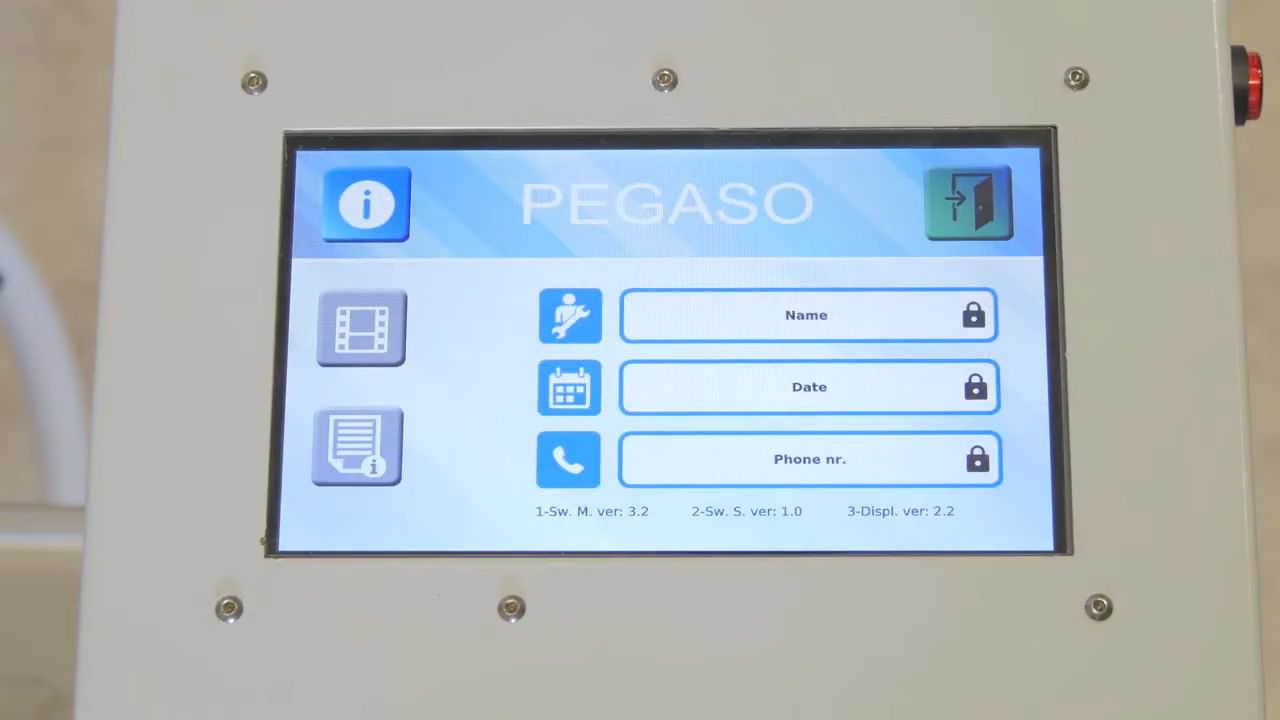 PEGASO
Name
Date
Phone nr.
1-Sw. M. ver: 3.2 2-Sw. S. ver: 1.0 3-Displ. ver: 2.2